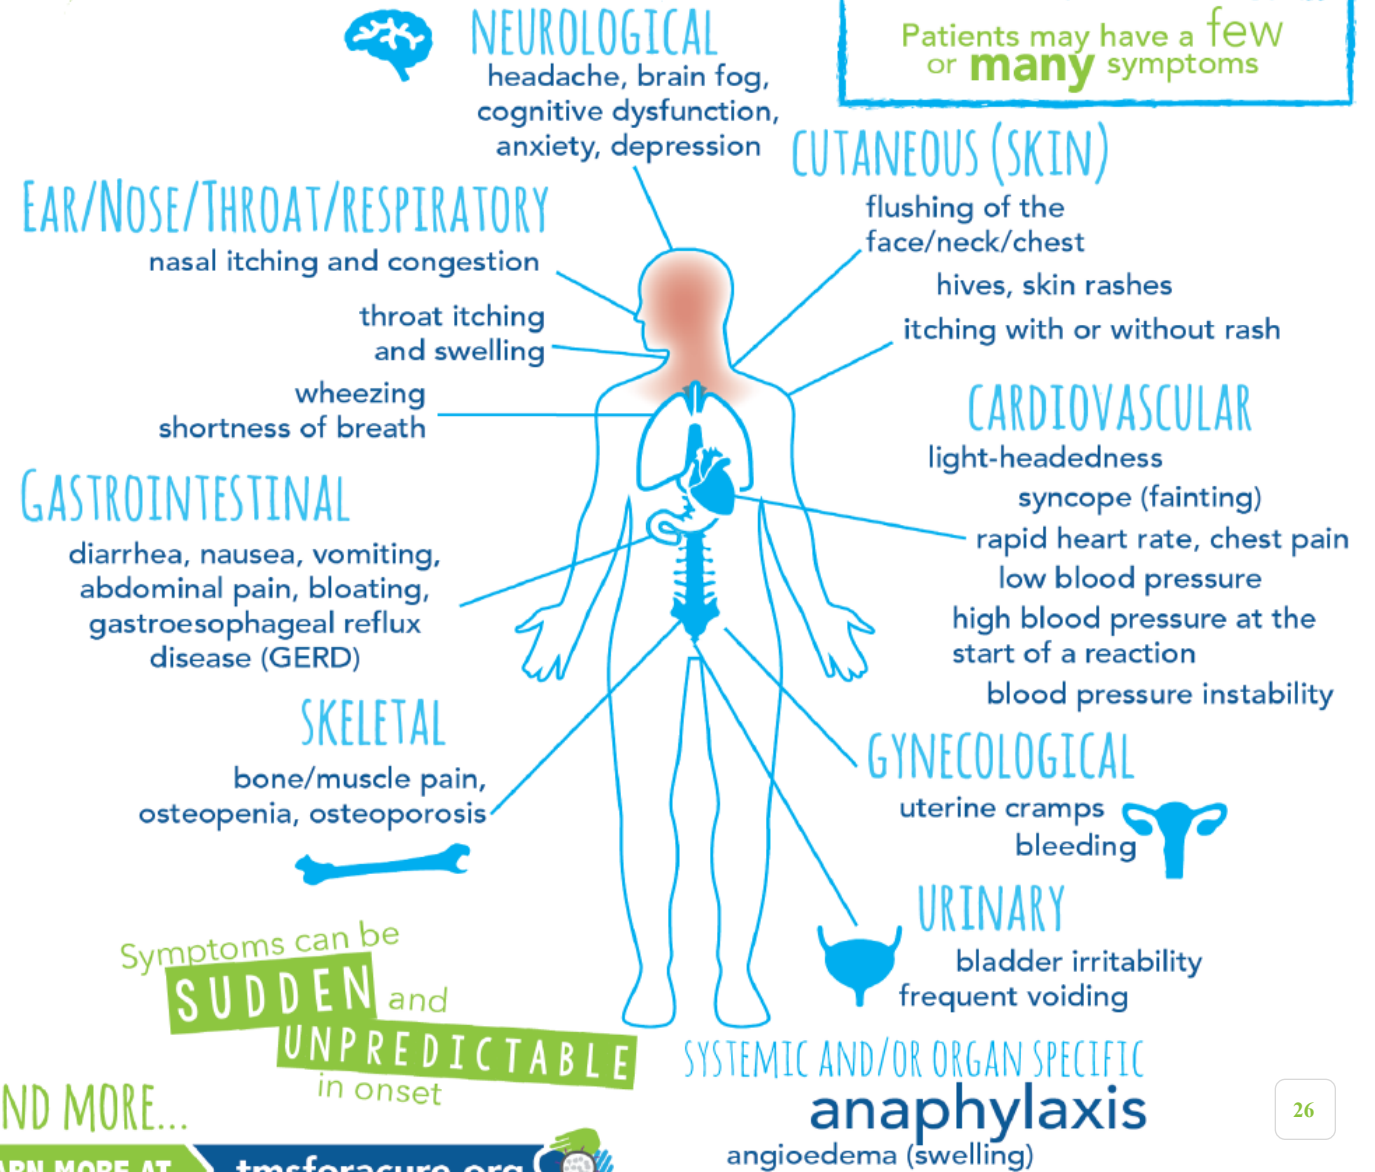 NEUROLOGICAL
headache, brain fog,
cognitive dysfunction,
anxiety, depression
Patients may have a few
or many symptoms
CUTANEOUS (SKIN)
flushing of the
face/neck/chest
hives, skin rashes
itching with or without rash
EAR/NOSE/THROAT/RESPIRATORY
nasal itching and congestion
throat itching
and swelling
wheezing
shortness of breath
CARDIOVASCULAR
light-headedness
syncope (fainting)
rapid heart rate, chest pain
low blood pressure
high blood pressure at the
start of a reaction
blood pressure instability
GASTROINTESTINAL
diarrhea, nausea, vomiting,
abdominal pain, bloating,
gastroesophageal reflux
disease (GERD)
SKELETAL
bone/muscle pain,
osteopenia, osteoporosis
GYNECOLOGICAL
uterine cramps
bleeding
URINARY
bladder irritability
frequent voiding
Symptoms can be
SUDDEN and
UNPREDICTABLE
in onset
SYSTEMIC AND/OR ORGAN SPECIFIC
anaphylaxis
angioedema (swelling)
26
ND MORE...
ARN MORE AT
tmsforacure.org